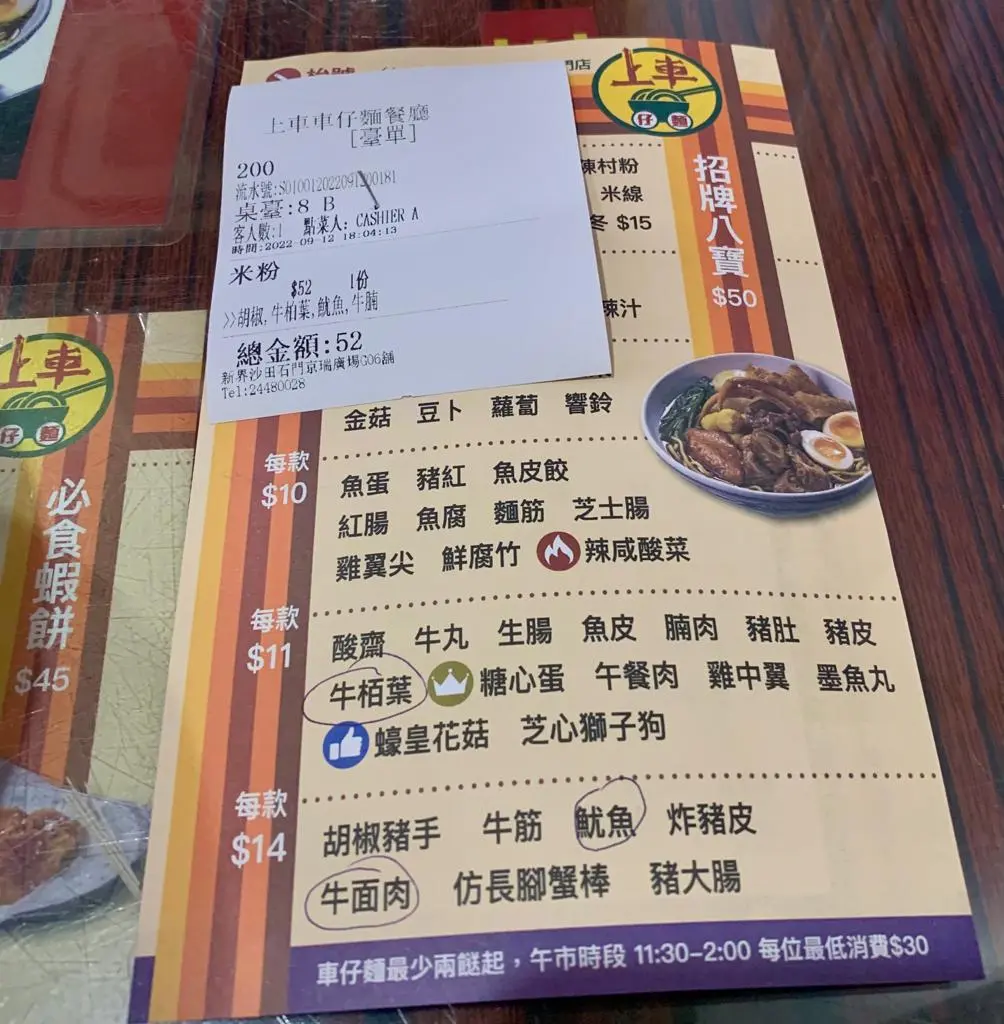 上車車仔麵餐廳
[臺單]
200
桌臺:8 B
客人數:1 點菜人: CASHIER A
時間:2022-09-12 18:04:13
米粉
$52 1份
>>胡椒,牛柏葉,魷魚,牛腩
總金額:52
新界沙田石門京瑞廣場G06舖
Tel:24480028
上車
仔麵
招牌八寶
$50
陳村粉
米線
冬 $15
辣汁
金菇 豆卜 蘿蔔 響鈴
每款
$10
魚蛋 豬紅 魚皮餃
紅腸 魚腐 麵筋 芝士腸
雞翼尖 鮮腐竹 辣咸酸菜
每款
$11
酸齋 牛丸 生腸 魚皮 腩肉 豬肚 豬皮
牛栢葉 糖心蛋 午餐肉 雞中翼 墨魚丸
蠔皇花菇 芝心獅子狗
每款
$14
胡椒豬手 牛筋 魷魚 炸豬皮
牛面肉 仿長腳蟹棒 豬大腸
車仔麵最少兩餸起，午市時段 11:30-2:00 每位最低消費$30
上車
仔麵
必食蝦餅
$45